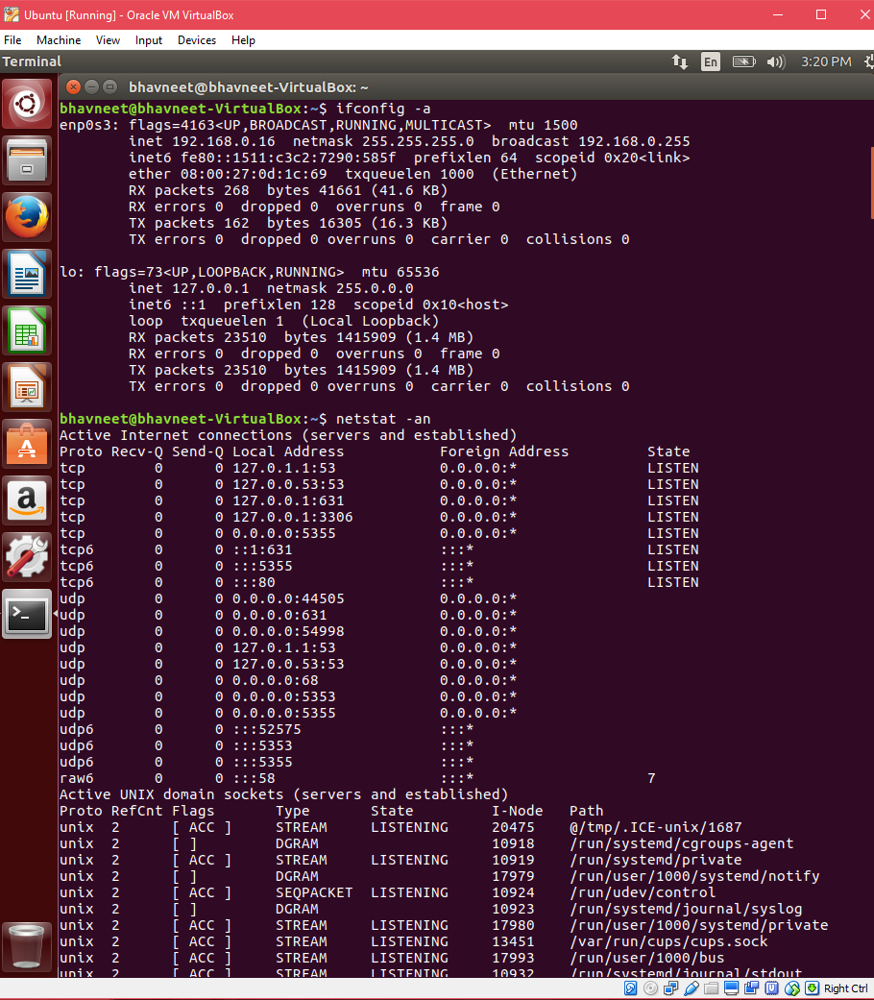 Ubuntu [Running] - Oracle VM VirtualBox
File Machine View Input Devices Help
Terminal En 3:20 PM
bhavneet@bhavneet-VirtualBox: ~
bhavneet@bhavneet-VirtualBox:~$ ifconfig -a
enp0s3: flags=4163<UP,BROADCAST,RUNNING,MULTICAST>  mtu 1500
        inet 192.168.0.16  netmask 255.255.255.0  broadcast 192.168.0.255
        inet6 fe80::1511:c3c2:7290:585f  prefixlen 64  scopeid 0x20<link>
        ether 08:00:27:0d:1c:69  txqueuelen 1000  (Ethernet)
        RX packets 268  bytes 41661 (41.6 KB)
        RX errors 0  dropped 0  overruns 0  frame 0
        TX packets 162  bytes 16305 (16.3 KB)
        TX errors 0  dropped 0 overruns 0  carrier 0  collisions 0
lo: flags=73<UP,LOOPBACK,RUNNING>  mtu 65536
        inet 127.0.0.1  netmask 255.0.0.0
        inet6 ::1  prefixlen 128  scopeid 0x10<host>
        loop  txqueuelen 1  (Local Loopback)
        RX packets 23510  bytes 1415909 (1.4 MB)
        RX errors 0  dropped 0  overruns 0  frame 0
        TX packets 23510  bytes 1415909 (1.4 MB)
        TX errors 0  dropped 0 overruns 0  carrier 0  collisions 0
bhavneet@bhavneet-VirtualBox:~$ netstat -an
Active Internet connections (servers and established)
Proto Recv-Q Send-Q Local Address           Foreign Address         State
tcp        0      0 127.0.1.1:53            0.0.0.0:*               LISTEN
tcp        0      0 127.0.0.53:53           0.0.0.0:*               LISTEN
tcp        0      0 127.0.0.1:631           0.0.0.0:*               LISTEN
tcp        0      0 127.0.0.1:3306          0.0.0.0:*               LISTEN
tcp        0      0 0.0.0.0:5355            0.0.0.0:*               LISTEN
tcp6       0      0 ::1:631                 :::*                    LISTEN
tcp6       0      0 :::5355                 :::*                    LISTEN
tcp6       0      0 :::80                   :::*                    LISTEN
udp        0      0 0.0.0.0:44505           0.0.0.0:*
udp        0      0 0.0.0.0:631             0.0.0.0:*
udp        0      0 0.0.0.0:54998           0.0.0.0:*
udp        0      0 127.0.1.1:53            0.0.0.0:*
udp        0      0 127.0.0.53:53           0.0.0.0:*
udp        0      0 0.0.0.0:68              0.0.0.0:*
udp        0      0 0.0.0.0:5353            0.0.0.0:*
udp        0      0 0.0.0.0:5355            0.0.0.0:*
udp6       0      0 :::52575                :::*
udp6       0      0 :::5353                 :::*
udp6       0      0 :::5355                 :::*
raw6       0      0 :::58                   :::*                    7
Active UNIX domain sockets (servers and established)
Proto RefCnt Flags       Type       State         I-Node   Path
unix  2      [ ACC ]     STREAM     LISTENING     20475    @/tmp/.ICE-unix/1687
unix  2      [ ]         DGRAM                    10918    /run/systemd/cgroups-agent
unix  2      [ ACC ]     STREAM     LISTENING     10919    /run/systemd/private
unix  2      [ ]         DGRAM                    17979    /run/user/1000/systemd/notify
unix  2      [ ACC ]     SEQPACKET  LISTENING     10924    /run/udev/control
unix  2      [ ]         DGRAM                    10923    /run/systemd/journal/syslog
unix  2      [ ACC ]     STREAM     LISTENING     17980    /run/user/1000/systemd/private
unix  2      [ ACC ]     STREAM     LISTENING     13451    /var/run/cups/cups.sock
unix  2      [ ACC ]     STREAM     LISTENING     17993    /run/user/1000/bus
unix  2      [ ACC ]     STREAM     LISTENING     10932    /run/systemd/journal/stdout
Right Ctrl